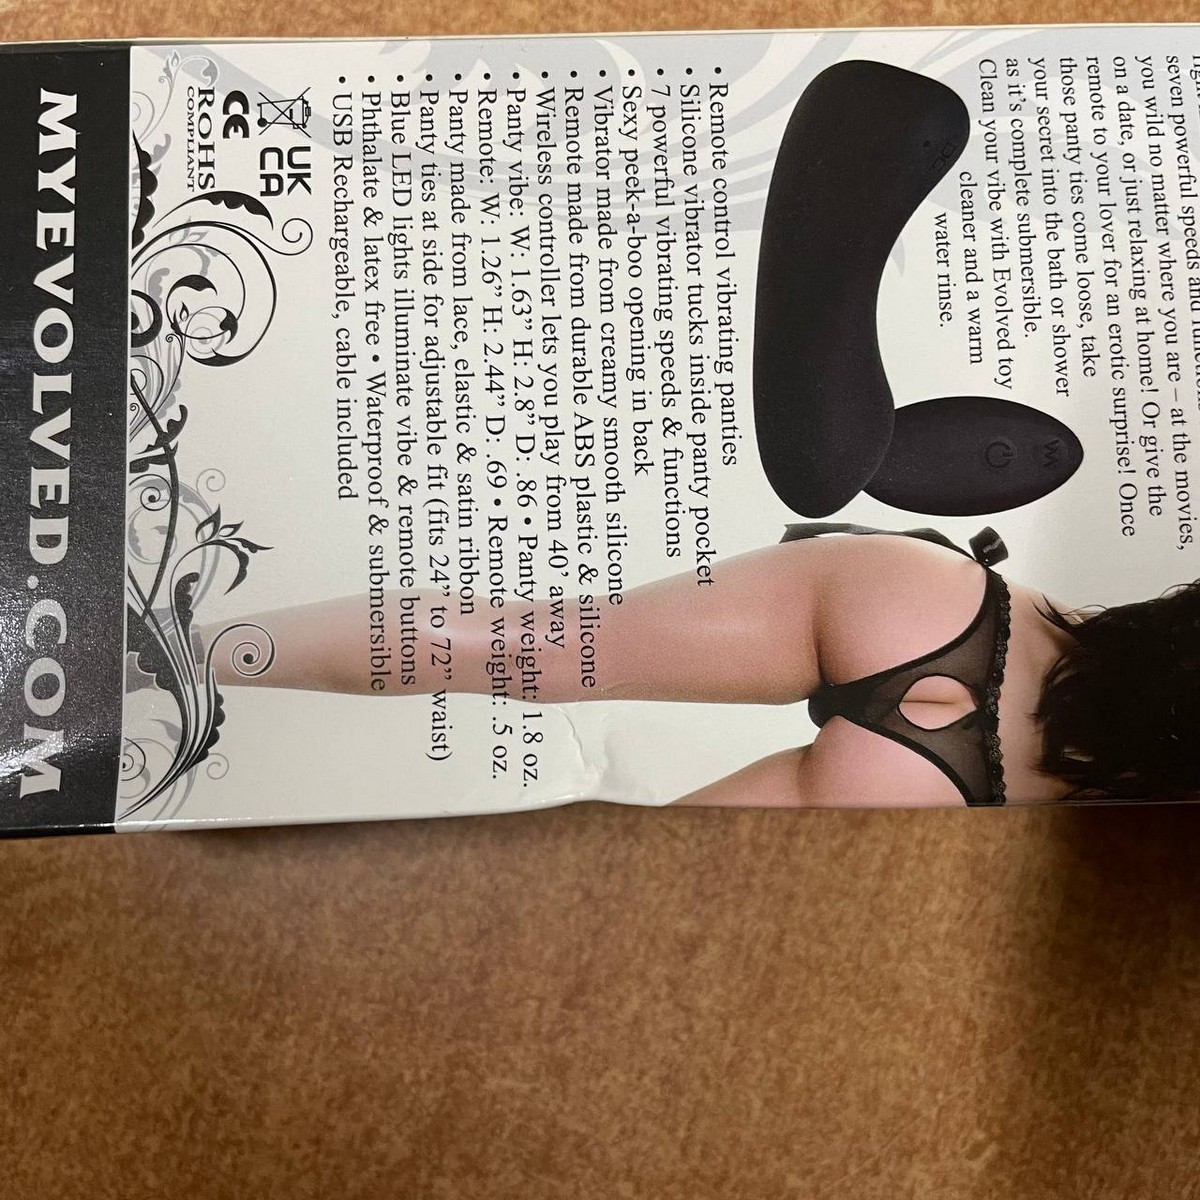 seven powerful speeds and
you wild no matter where you are – at the movies,
on a date, or just relaxing at home! Or give the
remote to your lover for an erotic surprise! Once
those panty ties come loose, take
your secret into the bath or shower
as it's complete submersible.
Clean your vibe with Evolved toy
cleaner and a warm
water rinse.
• Remote control vibrating panties
• Silicone vibrator tucks inside panty pocket
• 7 powerful vibrating speeds & functions
• Sexy peek-a-boo opening in back
• Vibrator made from creamy smooth silicone
• Remote made from durable ABS plastic & silicone
• Wireless controller lets you play from 40' away
• Panty vibe: W: 1.63" H: 2.8" D: .86 • Panty weight: 1.8 oz.
• Remote: W: 1.26" H: 2.44" D: .69 • Remote weight: .5 oz.
• Panty made from lace, elastic & satin ribbon
• Panty ties at side for adjustable fit (fits 24" to 72" waist)
• Blue LED lights illuminate vibe & remote buttons
• Phthalate & latex free • Waterproof & submersible
• USB Rechargeable, cable included
UK
CA
CE
ROHS
COMPLIANT
MYEVOLVED.COM